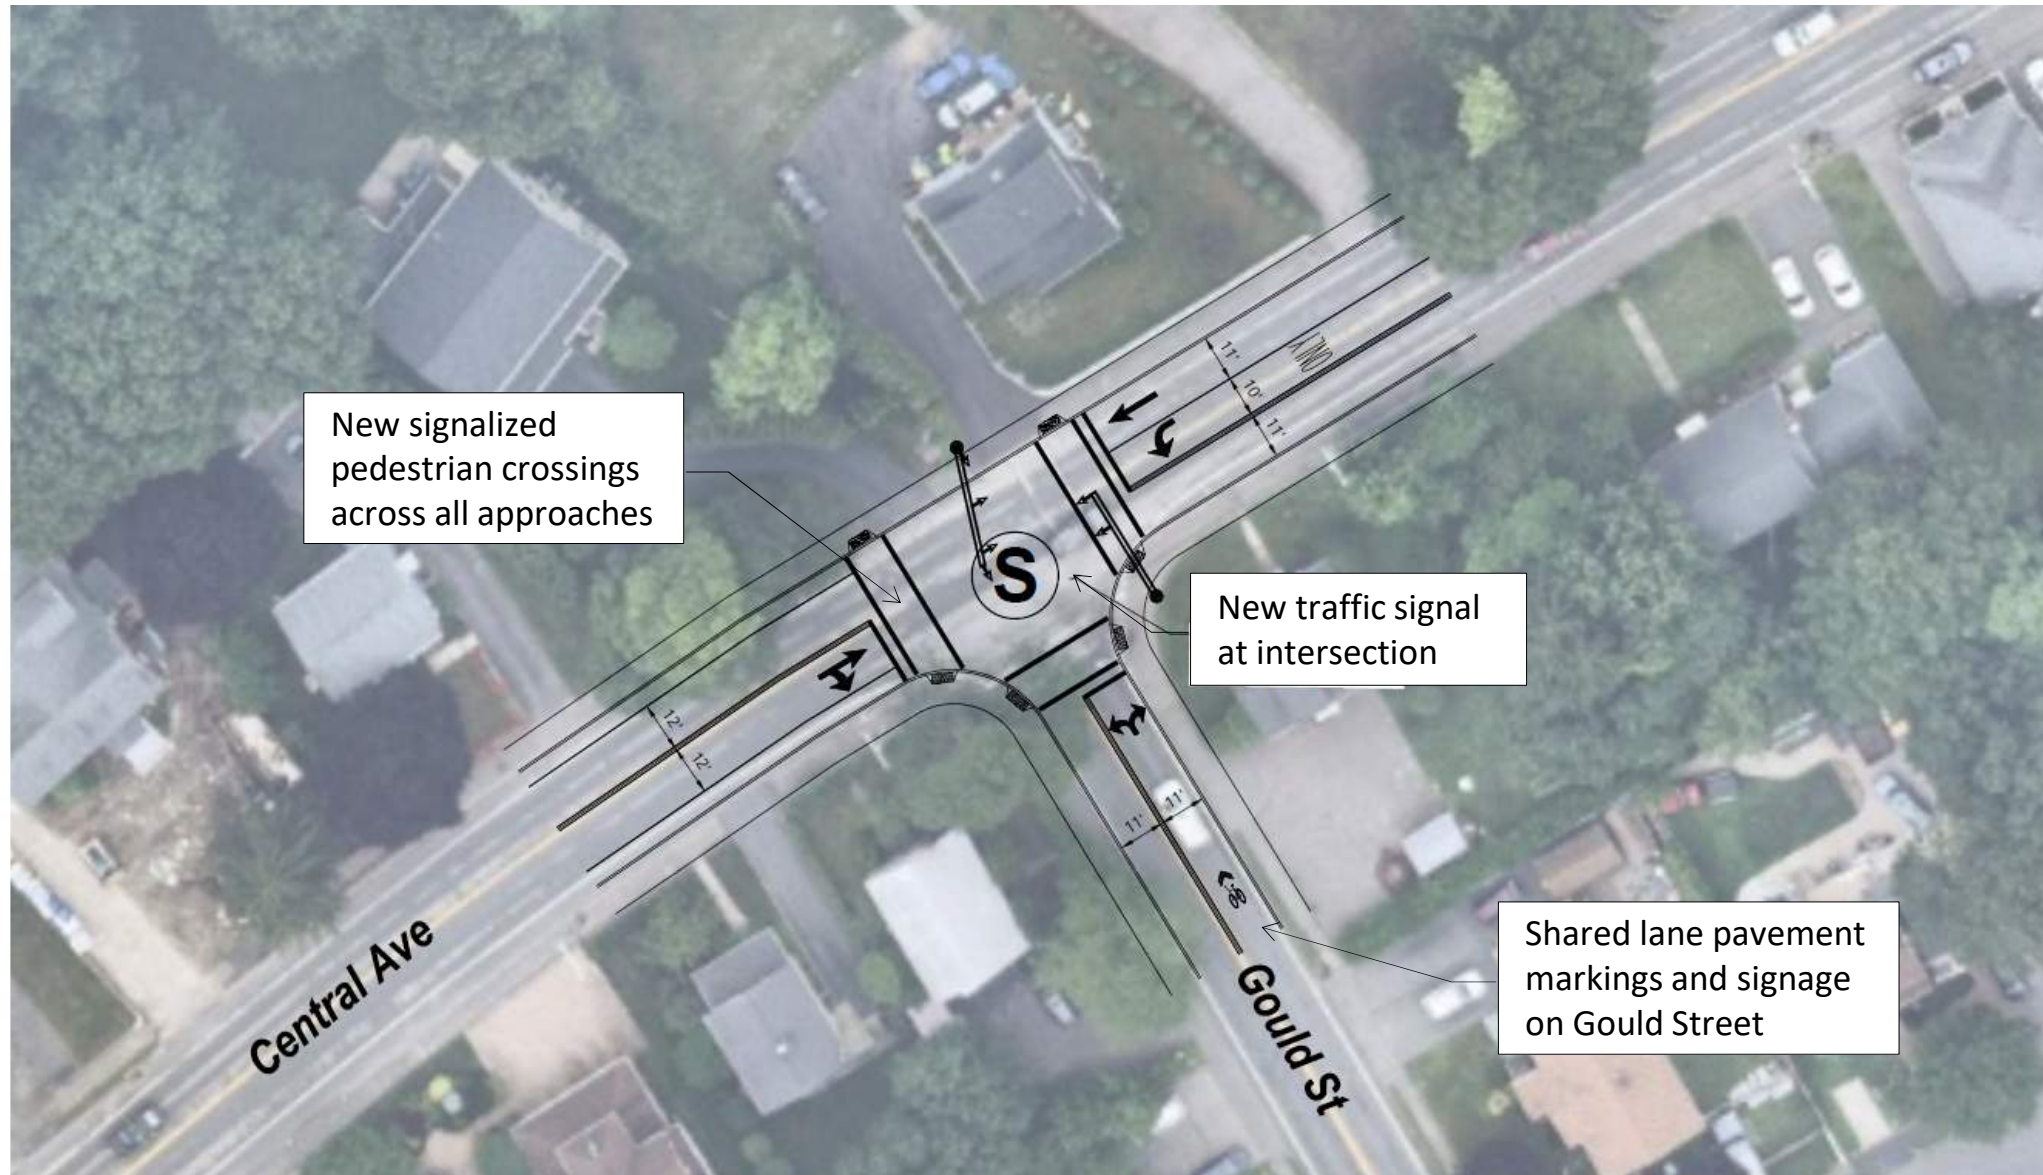 New signalized
pedestrian crossings
across all approaches
11'
ONLY
10'
11'
S
New traffic signal
at intersection
12'
12'
11'
11'
Shared lane pavement
markings and signage
on Gould Street
Central Ave
Gould St